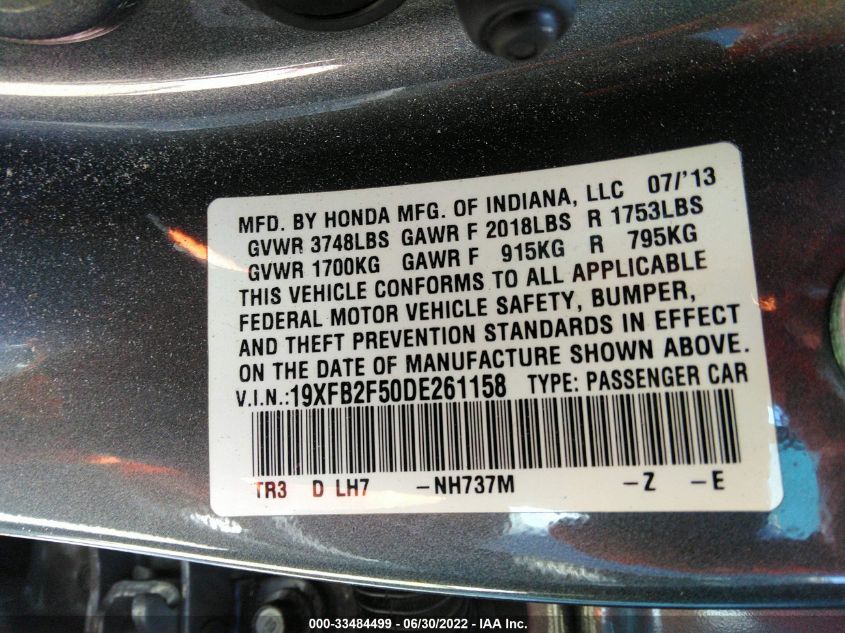 MFD. BY HONDA MFG. OF INDIANA, LLC 07/'13
GVWR 3748LBS GAWR F 2018LBS R 1753LBS
GVWR 1700KG GAWR F 915KG R 795KG
THIS VEHICLE CONFORMS TO ALL APPLICABLE
FEDERAL MOTOR VEHICLE SAFETY, BUMPER,
AND THEFT PREVENTION STANDARDS IN EFFECT
ON THE DATE OF MANUFACTURE SHOWN ABOVE.
V.I.N.:19XFB2F50DE261158 TYPE: PASSENGER CAR
TR3 D LH7 -NH737M -Z -E
000-33484499 - 06/30/2022 - IAA Inc.